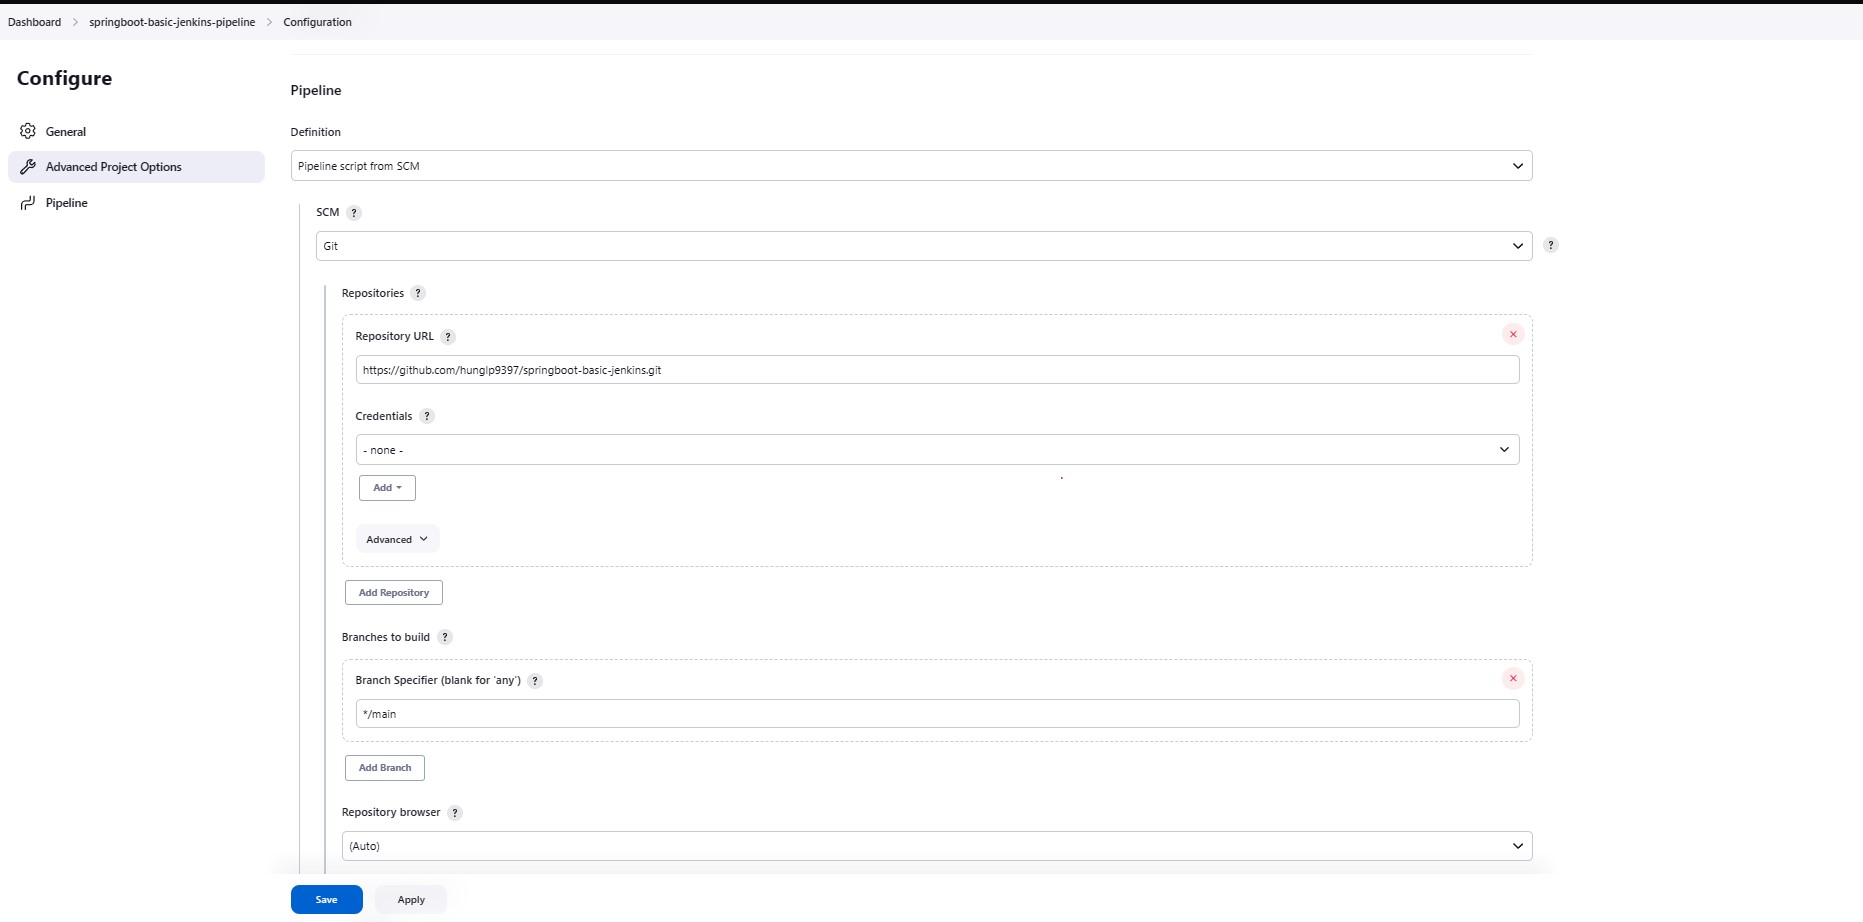 Dashboard > springboot-basic-jenkins-pipeline > Configuration
Configure
General
Advanced Project Options
Pipeline
Pipeline
Definition
Pipeline script from SCM
SCM ?
Git
?
Repositories ?
Repository URL ?
https://github.com/hunglp9397/springboot-basic-jenkins.git
Credentials ?
- none -
Add
Advanced
Add Repository
Branches to build ?
Branch Specifier (blank for 'any') ?
*/main
Add Branch
Repository browser ?
(Auto)
Save Apply